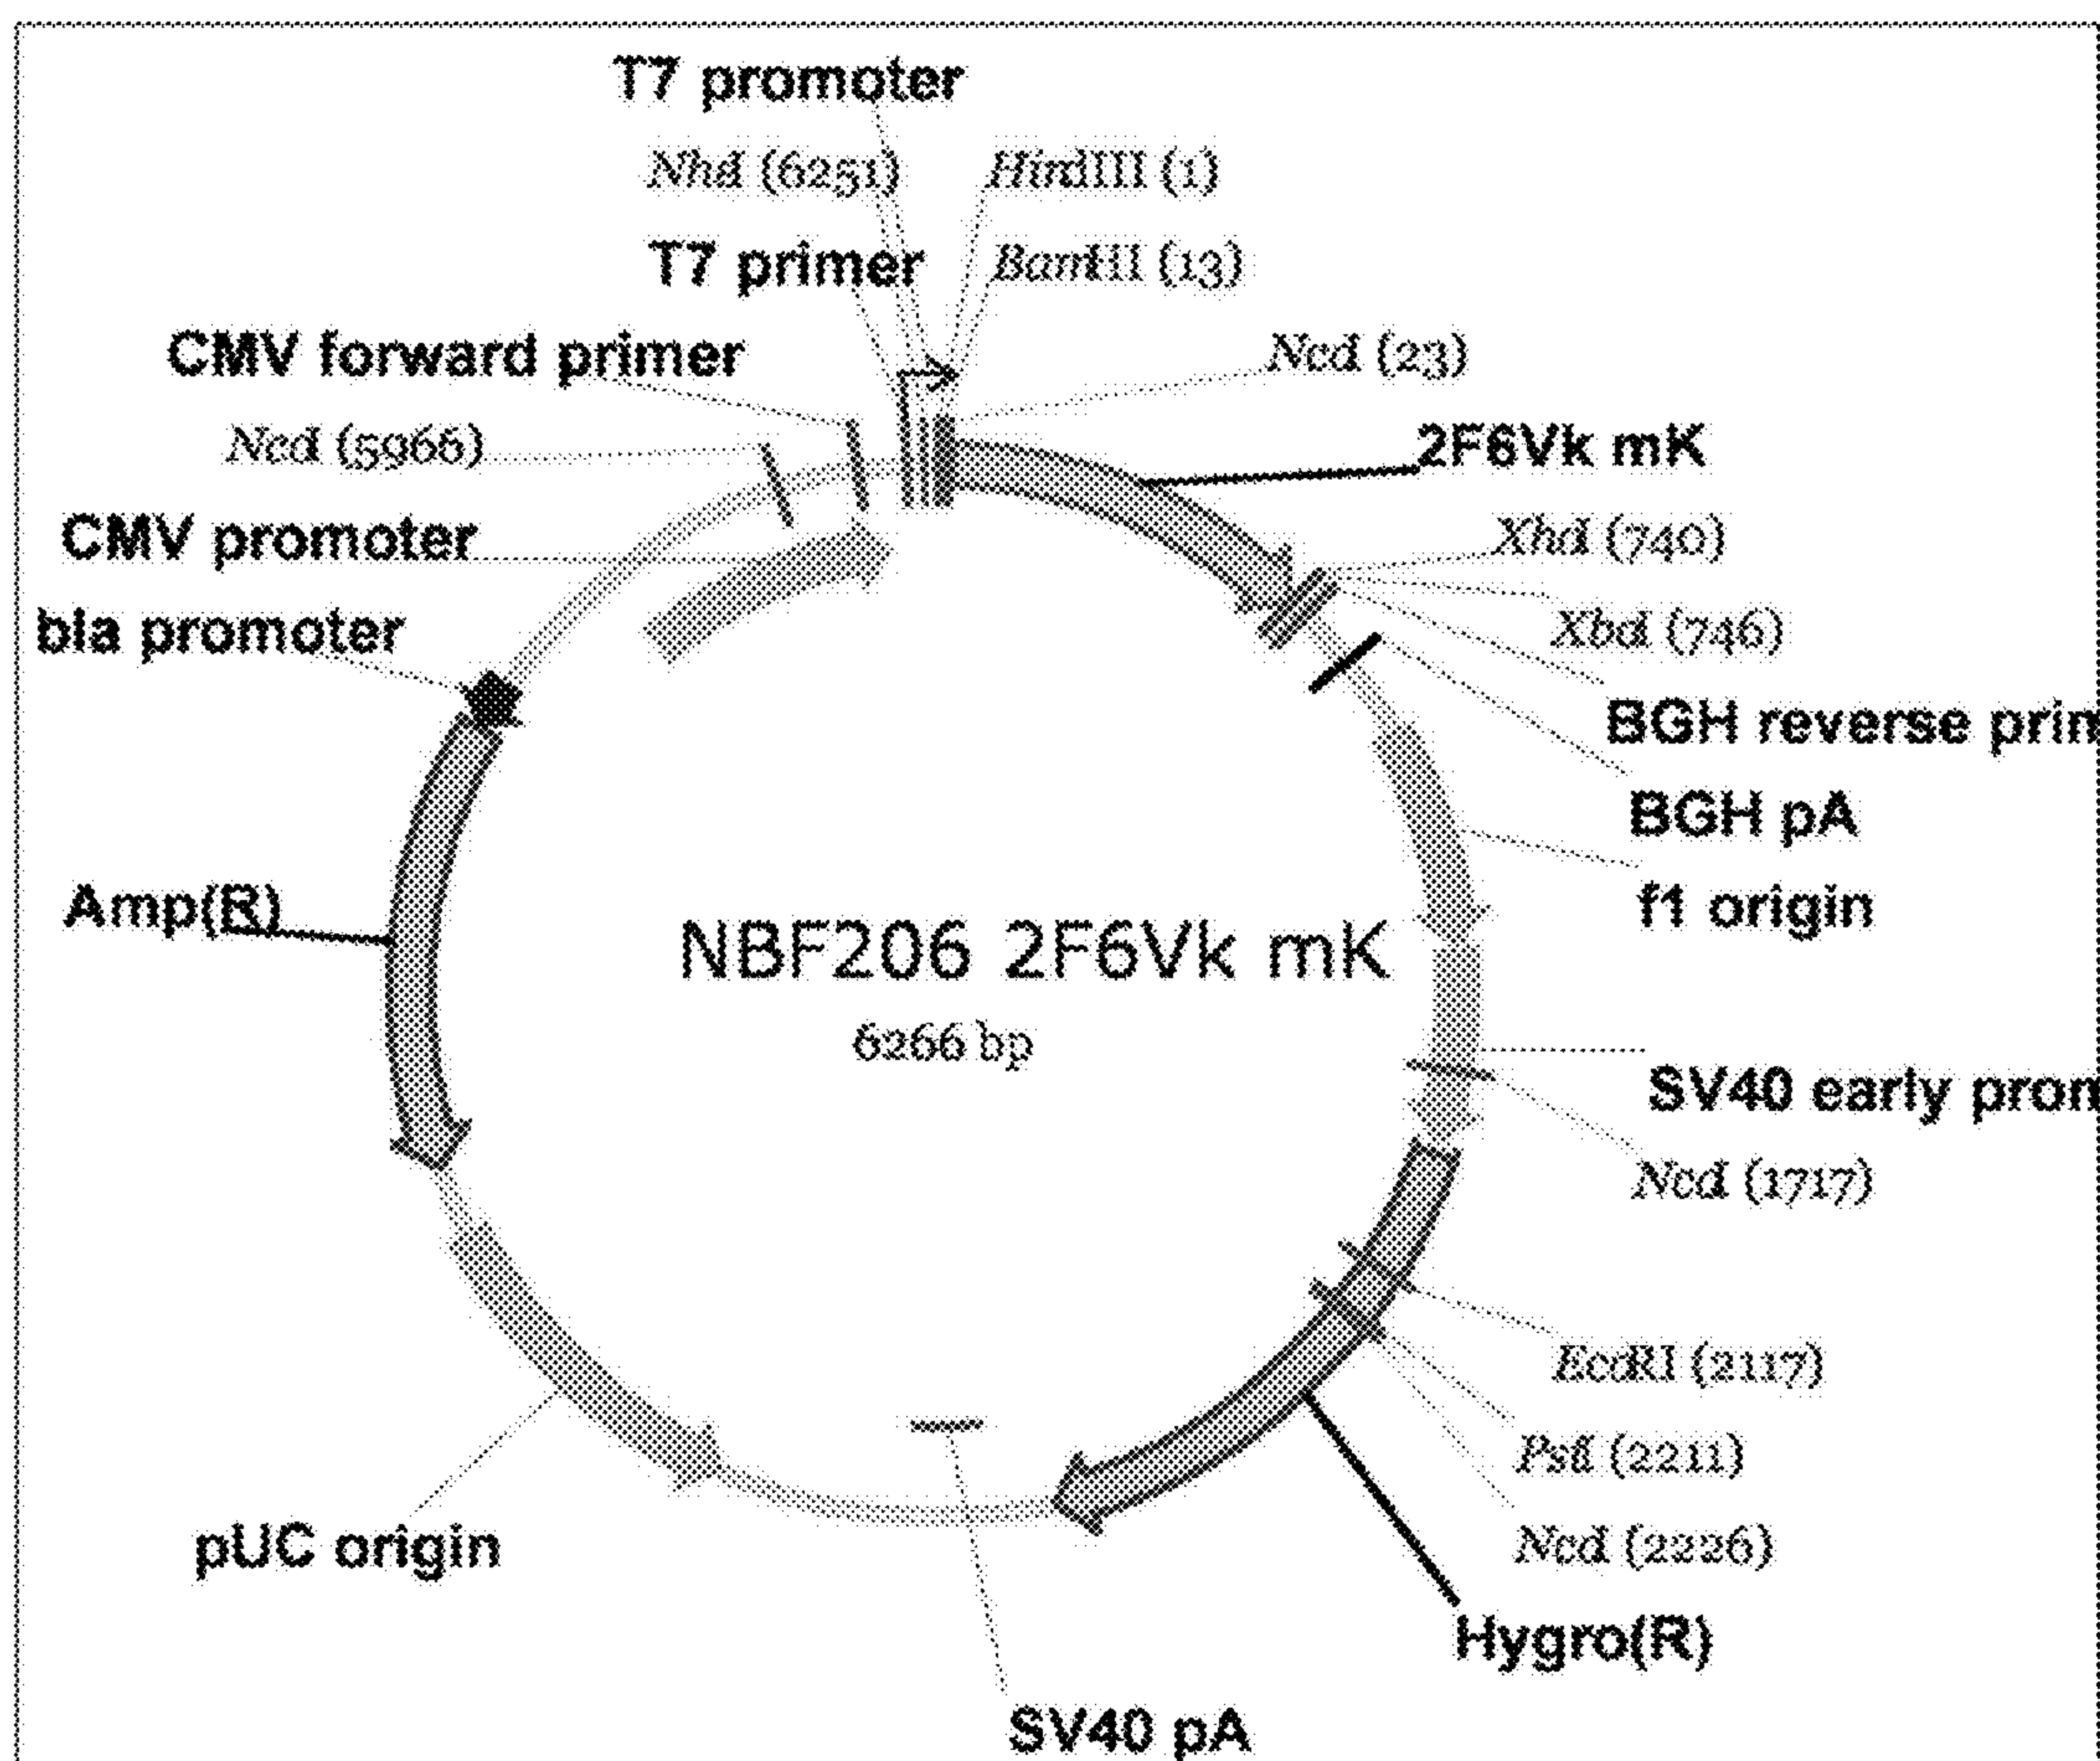 T7 promoter
NheI (6251)
HindIII (1)
T7 primer
BamHI (13)
CMV forward primer
NcoI (23)
NcoI (5966)
2F6Vk mK
CMV promoter
XhoI (740)
bla promoter
XbaI (746)
BGH reverse prim
BGH pA
Amp(R)
f1 origin
NBF206 2F6Vk mK
6266 bp
SV40 early prom
NcoI (1717)
EcoRI (2117)
PstI (2211)
pUC origin
NcoI (2226)
Hygro(R)
SV40 pA